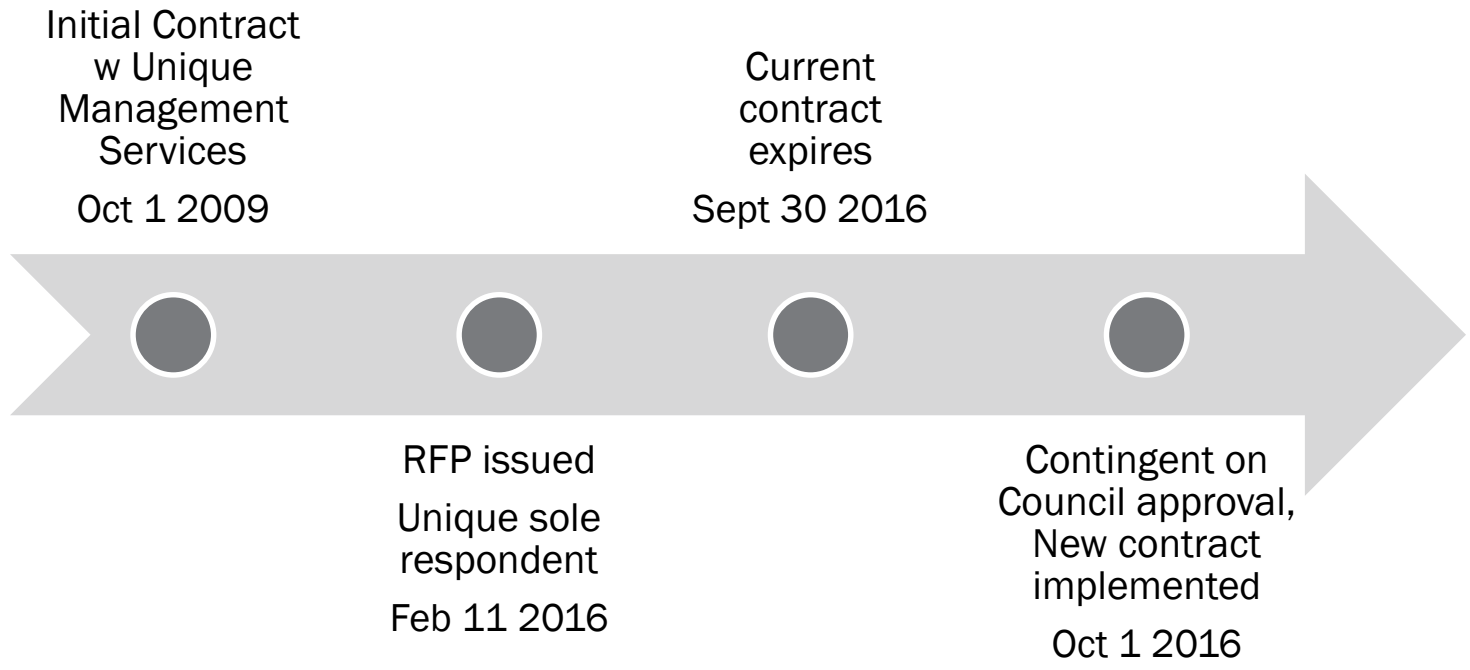 Initial Contract
w Unique
Management
Services
Oct 1 2009
RFP issued
Unique sole
respondent
Feb 11 2016
Current
contract
expires
Sept 30 2016
Contingent on
Council approval,
New contract
implemented
Oct 1 2016